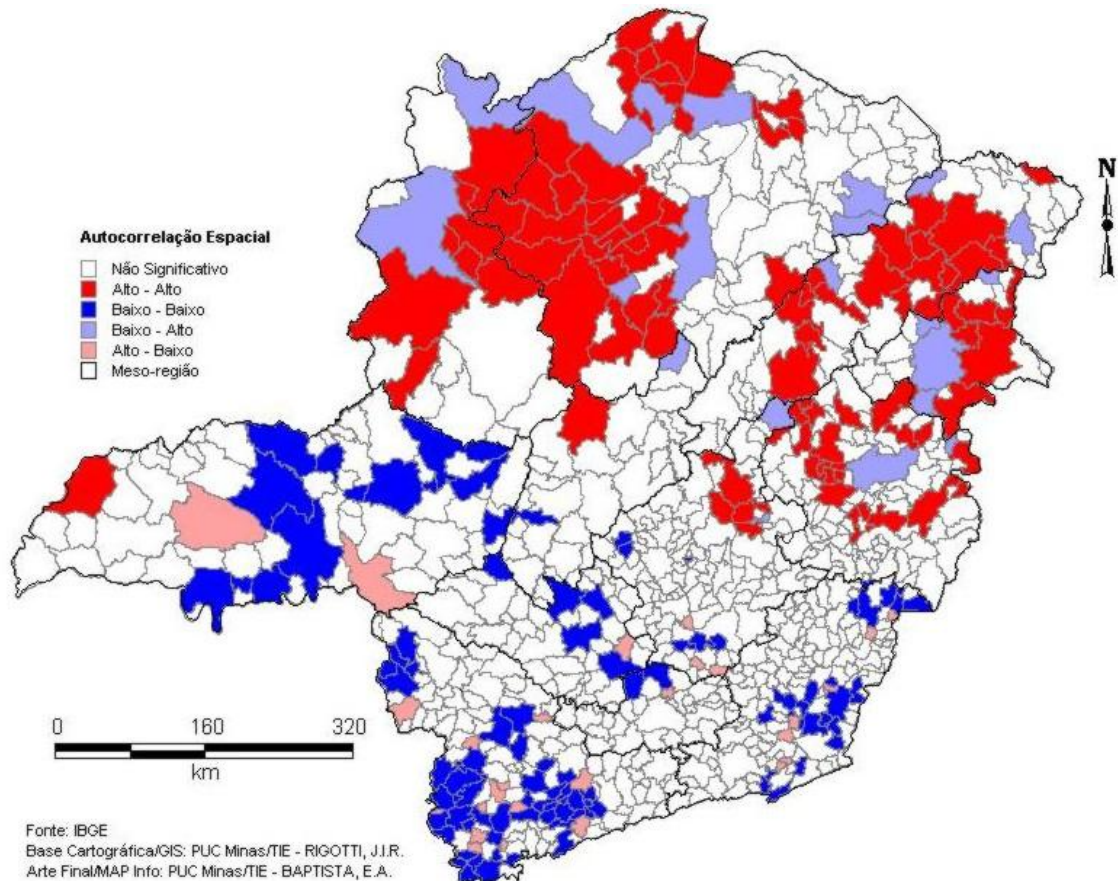 N
Autocorrelação Espacial
Não Significativo
Alto - Alto
Baixo - Baixo
Baixo - Alto
Alto - Baixo
Meso-região
0 160 320
km
Fonte: IBGE
Base Cartográfica/GIS: PUC Minas/TIE - RIGOTTI, J.I.R.
Arte Final/MAP Info: PUC Minas/TIE - BAPTISTA, E.A.